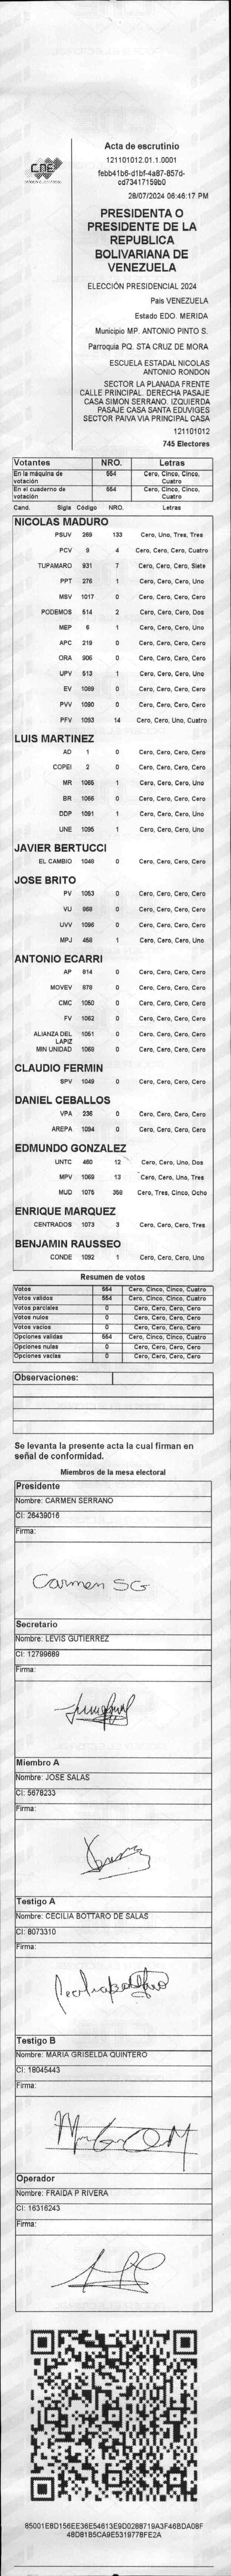 CNE
Acta de escrutinio
121101012.01.1.0001
febb41b6-d1bf-4a87-857d-
cd73417159b0
28/07/2024 06:46:17 PM
PRESIDENTA O
PRESIDENTE DE LA
REPUBLICA
BOLIVARIANA DE
VENEZUELA
ELECCIÓN PRESIDENCIAL 2024
País VENEZUELA
Estado EDO. MERIDA
Municipio MP. ANTONIO PINTO S.
Parroquia PQ. STA CRUZ DE MORA
ESCUELA ESTADAL NICOLAS
ANTONIO RONDON
SECTOR LA PLANADA FRENTE
CALLE PRINCIPAL. DERECHA PASAJE
CASA SIMON SERRANO. IZQUIERDA
PASAJE CASA SANTA EDUVIGES
SECTOR PAIVA VIA PRINCIPAL CASA
121101012
745 Electores
Votantes NRO. Letras
En la máquina de votación 554 Cero, Cinco, Cinco, Cuatro
En el cuaderno de votación 554 Cero, Cinco, Cinco, Cuatro
Cand. Sigla Código NRO. Letras
NICOLAS MADURO
PSUV 269 133 Cero, Uno, Tres, Tres
PCV 9 4 Cero, Cero, Cero, Cuatro
TUPAMARO 931 7 Cero, Cero, Cero, Siete
PPT 276 1 Cero, Cero, Cero, Uno
MSV 1017 0 Cero, Cero, Cero, Cero
PODEMOS 514 2 Cero, Cero, Cero, Dos
MEP 6 1 Cero, Cero, Cero, Uno
APC 219 0 Cero, Cero, Cero, Cero
ORA 906 0 Cero, Cero, Cero, Cero
UPV 513 1 Cero, Cero, Cero, Uno
EV 1089 0 Cero, Cero, Cero, Cero
PVV 1090 0 Cero, Cero, Cero, Cero
PFV 1093 14 Cero, Cero, Uno, Cuatro
LUIS MARTINEZ
AD 1 0 Cero, Cero, Cero, Cero
COPEI 2 0 Cero, Cero, Cero, Cero
MR 1065 1 Cero, Cero, Cero, Uno
BR 1066 0 Cero, Cero, Cero, Cero
DDP 1091 1 Cero, Cero, Cero, Uno
UNE 1095 1 Cero, Cero, Cero, Uno
JAVIER BERTUCCI
EL CAMBIO 1048 0 Cero, Cero, Cero, Cero
JOSE BRITO
PV 1053 0 Cero, Cero, Cero, Cero
VU 868 0 Cero, Cero, Cero, Cero
UVV 1096 0 Cero, Cero, Cero, Cero
MPJ 458 1 Cero, Cero, Cero, Uno
ANTONIO ECARRI
AP 814 0 Cero, Cero, Cero, Cero
MOVEV 878 0 Cero, Cero, Cero, Cero
CMC 1050 0 Cero, Cero, Cero, Cero
FV 1062 0 Cero, Cero, Cero, Cero
ALIANZA DEL LAPIZ 1051 0 Cero, Cero, Cero, Cero
MIN UNIDAD 1068 0 Cero, Cero, Cero, Cero
CLAUDIO FERMIN
SPV 1049 0 Cero, Cero, Cero, Cero
DANIEL CEBALLOS
VPA 236 0 Cero, Cero, Cero, Cero
AREPA 1094 0 Cero, Cero, Cero, Cero
EDMUNDO GONZALEZ
UNTC 460 12 Cero, Cero, Uno, Dos
MPV 1069 13 Cero, Cero, Uno, Tres
MUD 1075 358 Cero, Tres, Cinco, Ocho
ENRIQUE MARQUEZ
CENTRADOS 1073 3 Cero, Cero, Cero, Tres
BENJAMIN RAUSSEO
CONDE 1092 1 Cero, Cero, Cero, Uno
Resumen de votos
Votos 554 Cero, Cinco, Cinco, Cuatro
Votos validos 554 Cero, Cinco, Cinco, Cuatro
Votos parciales 0 Cero, Cero, Cero, Cero
Votos nulos 0 Cero, Cero, Cero, Cero
Votos vacios 0 Cero, Cero, Cero, Cero
Opciones validas 554 Cero, Cinco, Cinco, Cuatro
Opciones nulas 0 Cero, Cero, Cero, Cero
Opciones vacias 0 Cero, Cero, Cero, Cero
Observaciones:
Se levanta la presente acta la cual firman en
señal de conformidad.
Miembros de la mesa electoral
Presidente
Nombre: CARMEN SERRANO
CI: 26439016
Firma:
Carmen SG
Secretario
Nombre: LEVIS GUTIERREZ
CI: 12799689
Firma:
Miembro A
Nombre: JOSE SALAS
CI: 5678233
Firma:
Testigo A
Nombre: CECILIA BOTTARO DE SALAS
CI: 8073310
Firma:
Testigo B
Nombre: MARIA GRISELDA QUINTERO
CI: 18045443
Firma:
Operador
Nombre: FRAIDA P RIVERA
CI: 16316243
Firma:
85001E8D156EE36E54613E9D0288719A3F46BDA08F
48D81B5CA9E5319778FE2A